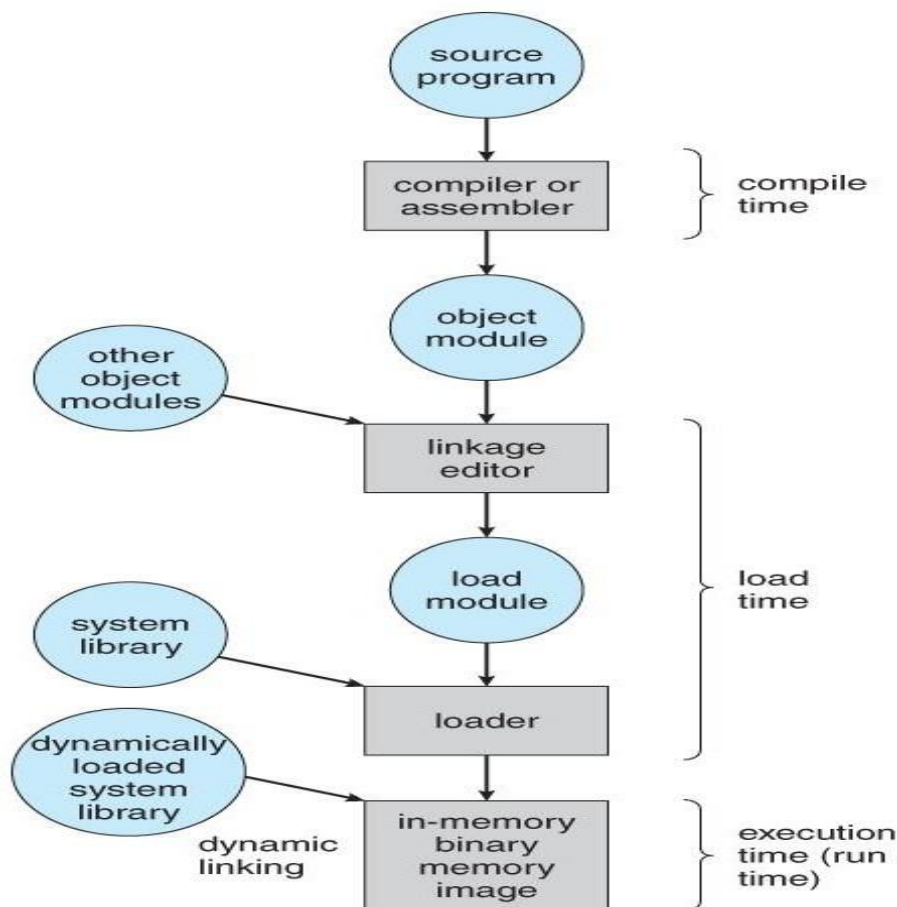 source
program
compiler or
assembler
compile
time
object
module
other
object
modules
linkage
editor
load
module
load
time
system
library
loader
dynamically
loaded
system
library
dynamic
linking
in-memory
binary
memory
image
execution
time (run
time)